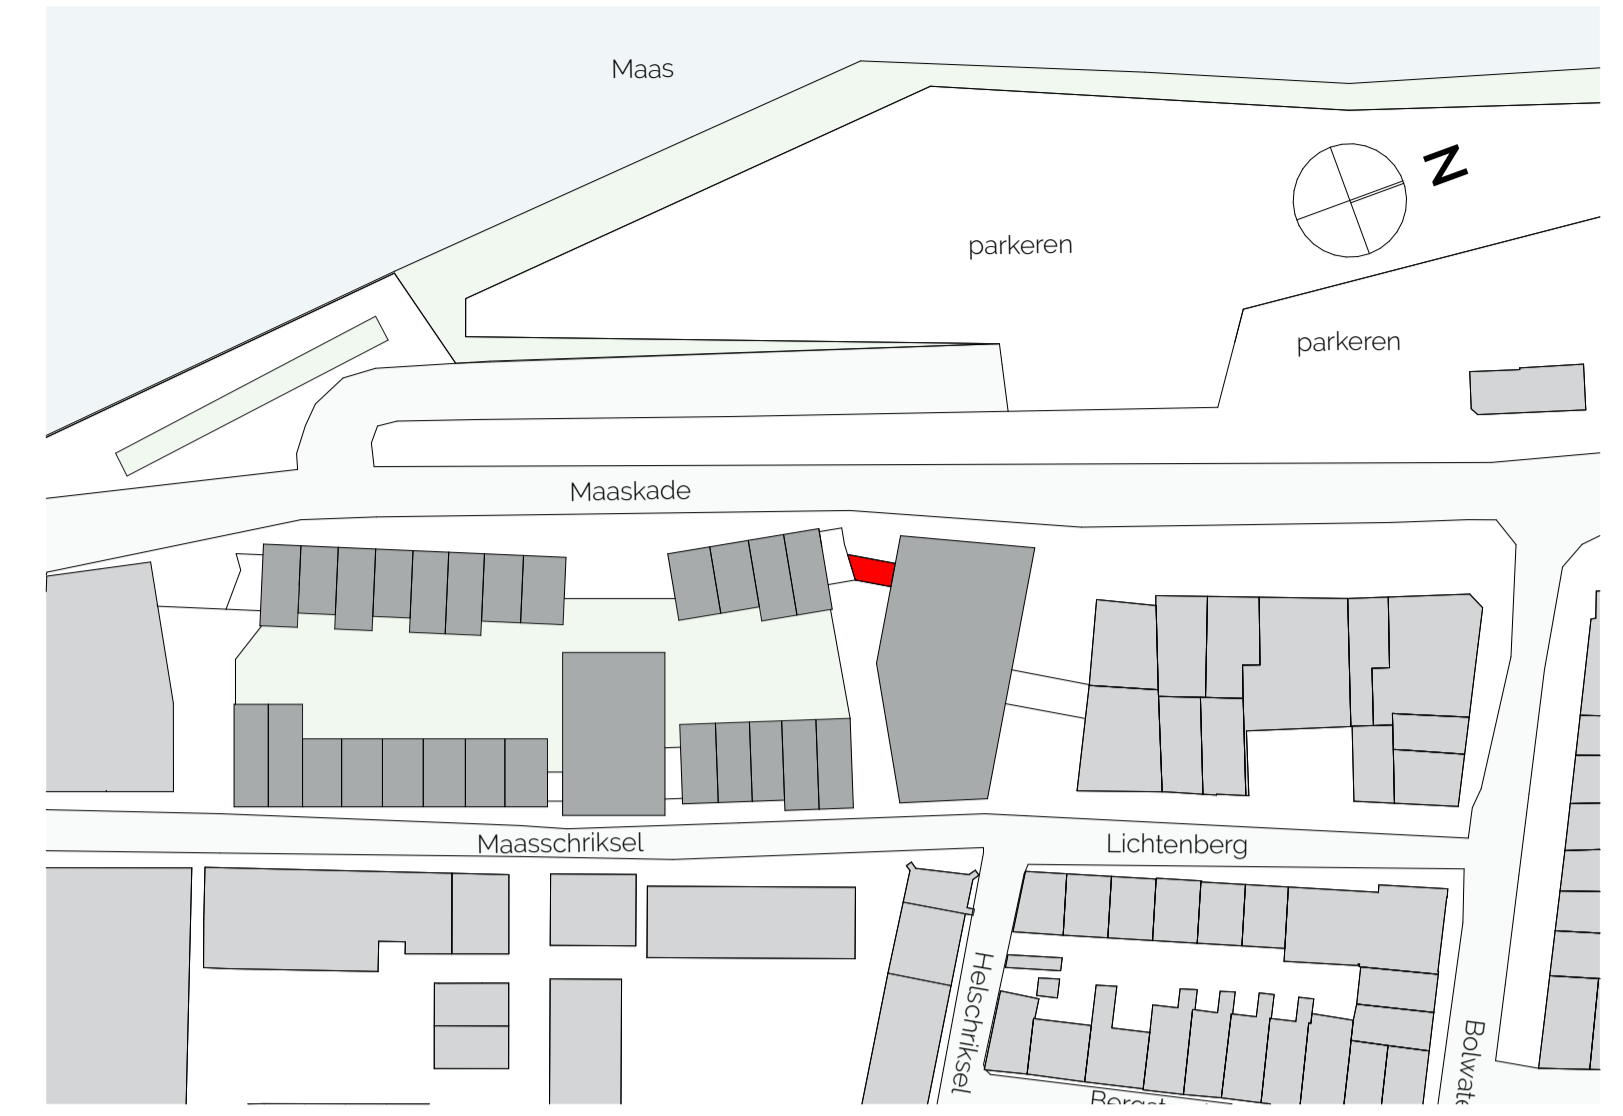 Maas
N
parkeren
parkeren
Maaskade
Maasschriksel
Lichtenberg
Helschriksel